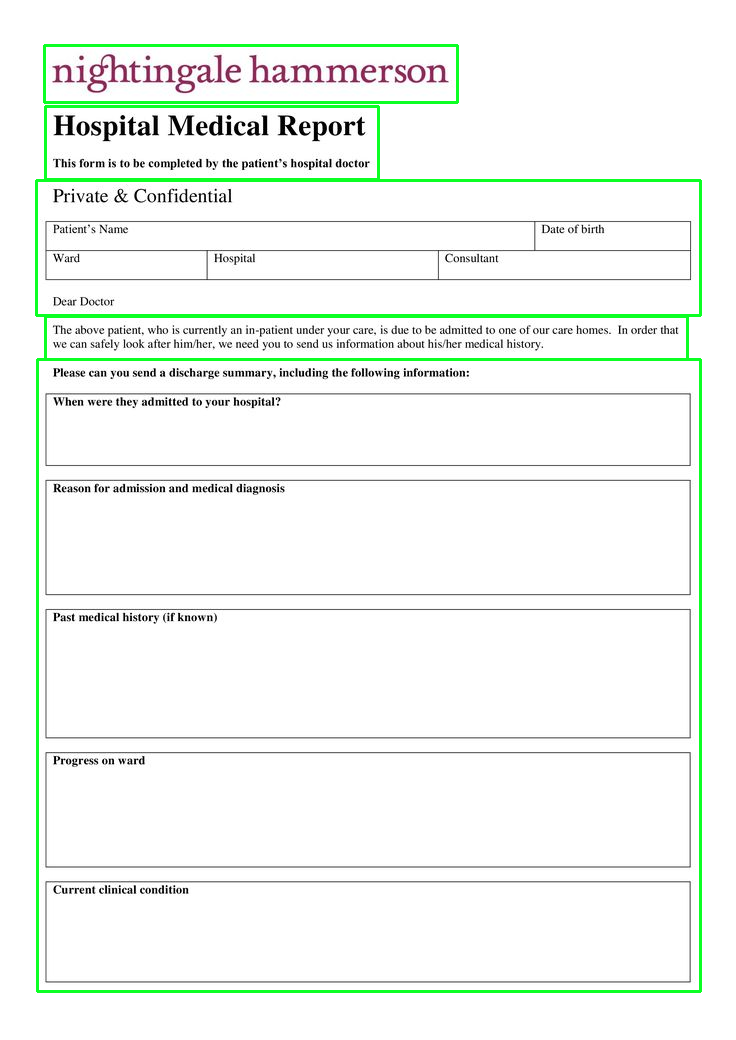 nightingale hammerson
Hospital Medical Report
This form is to be completed by the patient's hospital doctor
Private & Confidential
Patient's Name Date of birth
Ward Hospital Consultant
Dear Doctor
The above patient, who is currently an in-patient under your care, is due to be admitted to one of our care homes. In order that
we can safely look after him/her, we need you to send us information about his/her medical history.
Please can you send a discharge summary, including the following information:
When were they admitted to your hospital?
Reason for admission and medical diagnosis
Past medical history (if known)
Progress on ward
Current clinical condition